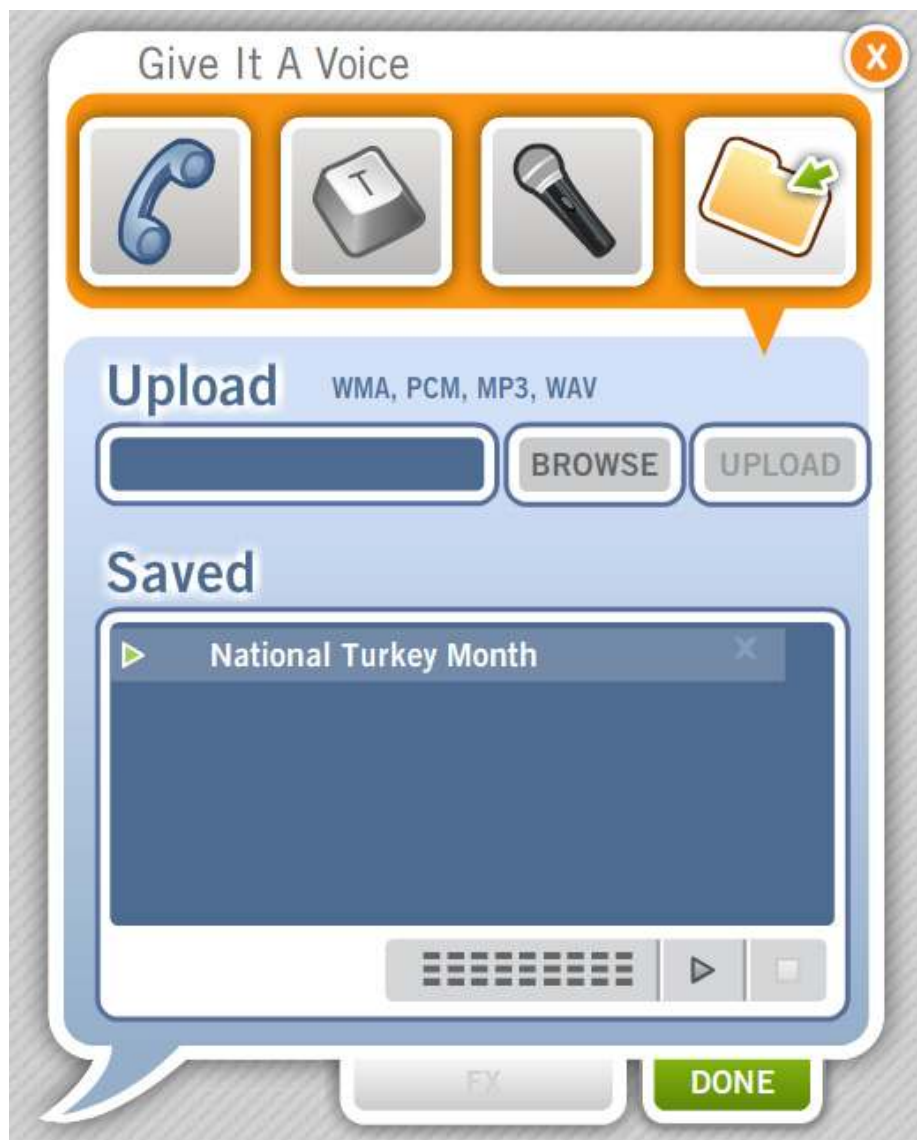 Give It A Voice
X
T
Upload WMA, PCM, MP3, WAV
BROWSE UPLOAD
Saved
National Turkey Month
FX DONE